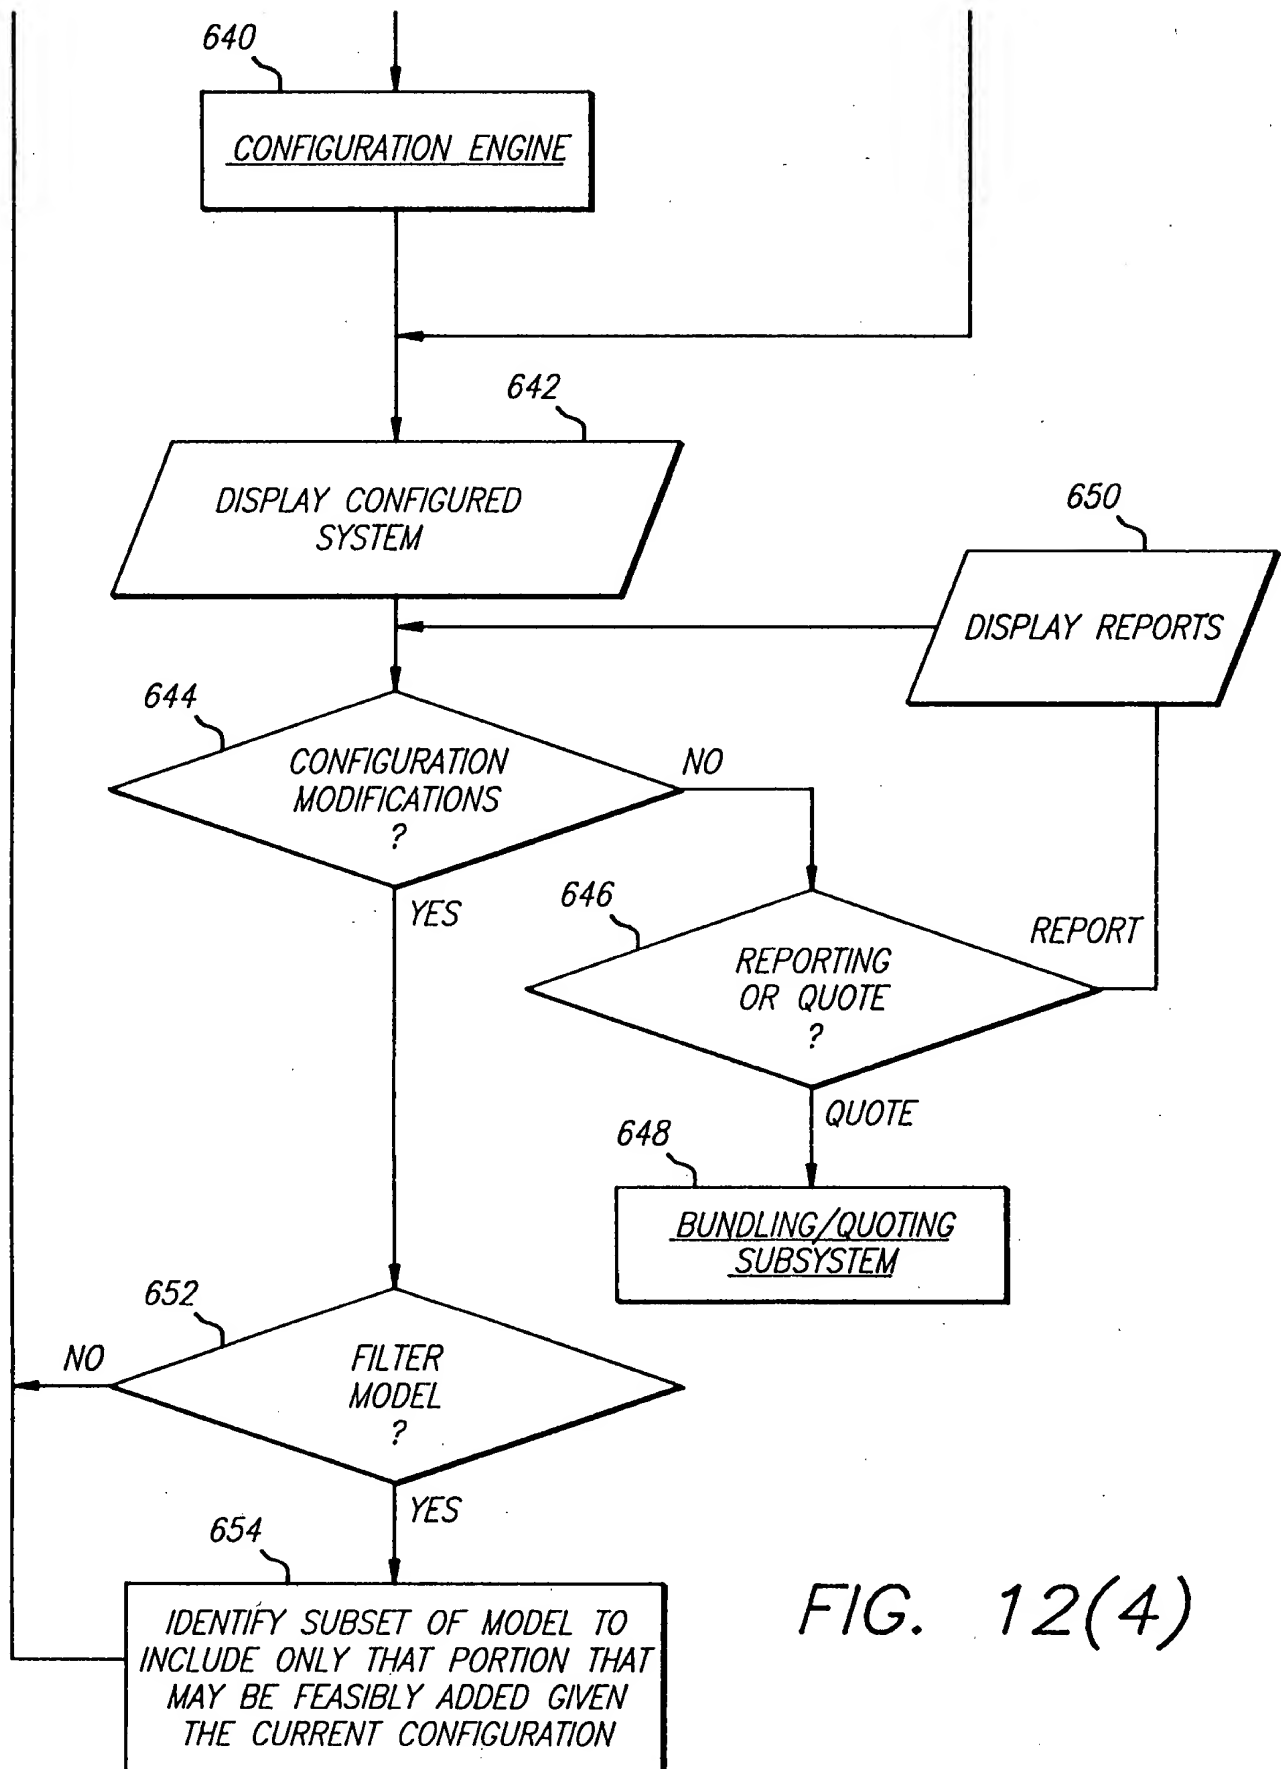 640
CONFIGURATION ENGINE
642
DISPLAY CONFIGURED
SYSTEM
650
DISPLAY REPORTS
644
CONFIGURATION
MODIFICATIONS
?
NO
YES
646
REPORTING
OR QUOTE
?
REPORT
QUOTE
648
BUNDLING/QUOTING
SUBSYSTEM
652
FILTER
MODEL
?
NO
YES
654
IDENTIFY SUBSET OF MODEL TO
INCLUDE ONLY THAT PORTION THAT
MAY BE FEASIBLY ADDED GIVEN
THE CURRENT CONFIGURATION
FIG. 12(4)